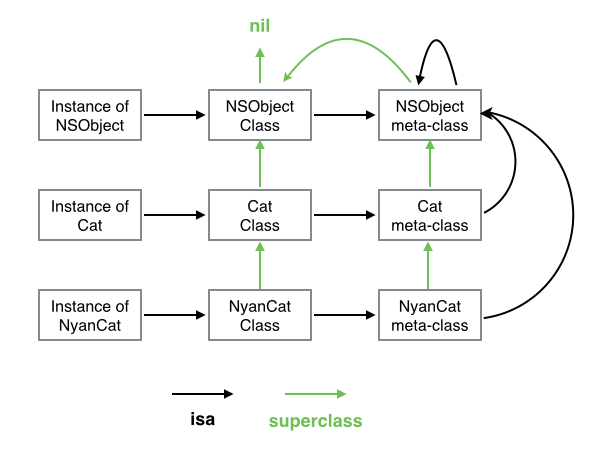 nil
Instance of
NSObject
NSObject
Class
NSObject
meta-class
Instance of
Cat
Cat
Class
Cat
meta-class
Instance of
NyanCat
NyanCat
Class
NyanCat
meta-class
isa
superclass